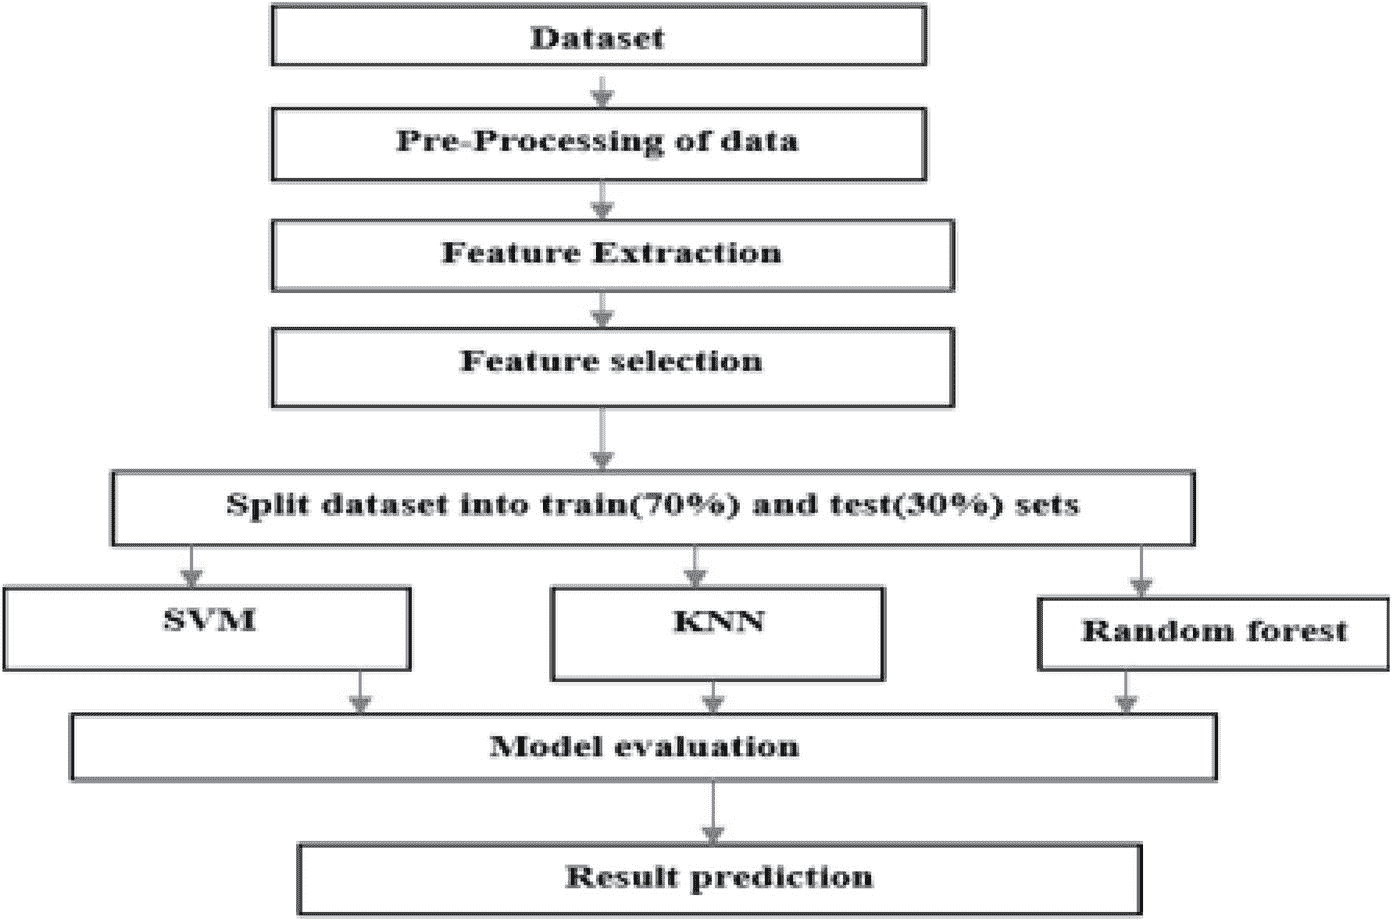 Dataset
Pre-Processing of data
Feature Extraction
Feature selection
Split dataset into train(70%) and test(30%) sets
SVM
KNN
Random forest
Model evaluation
Result prediction